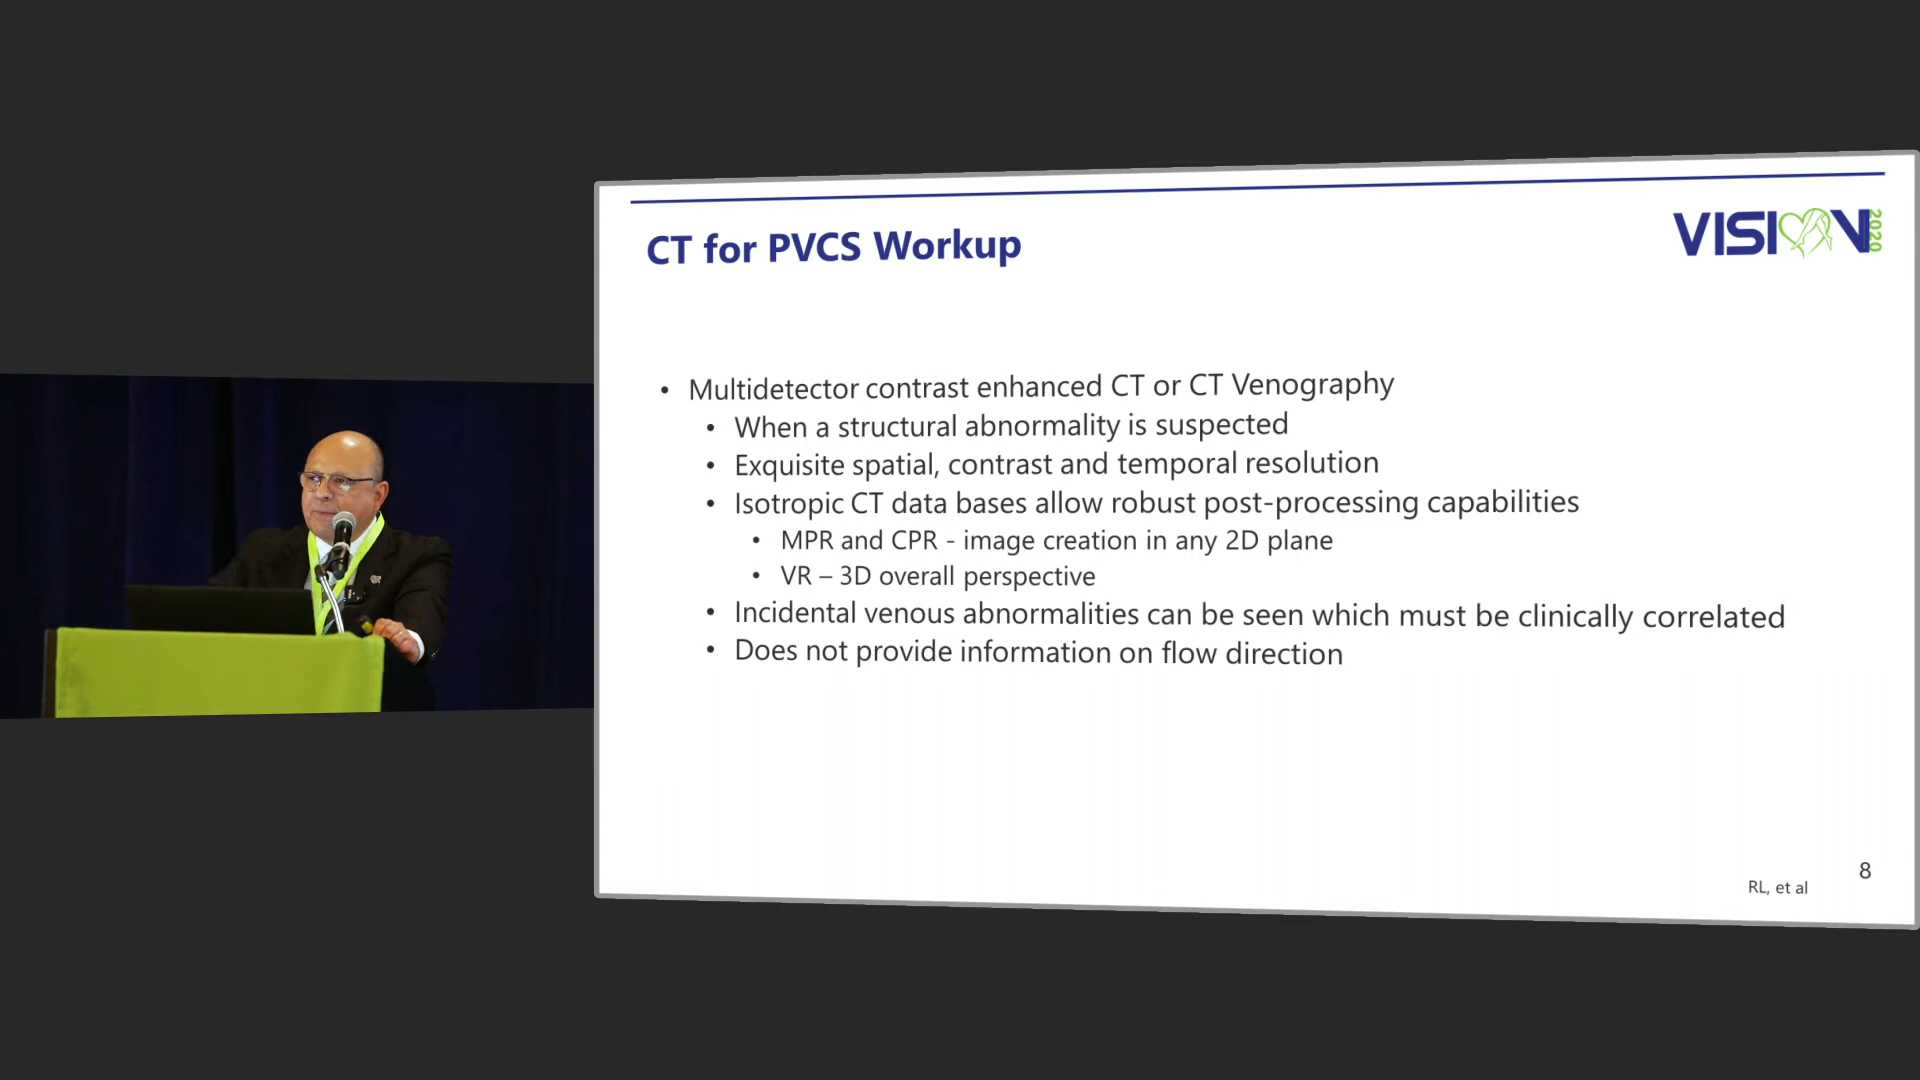 CT for PVCS Workup
VISION 2020
• Multidetector contrast enhanced CT or CT Venography
• When a structural abnormality is suspected
• Exquisite spatial, contrast and temporal resolution
• Isotropic CT data bases allow robust post-processing capabilities
• MPR and CPR - image creation in any 2D plane
• VR – 3D overall perspective
• Incidental venous abnormalities can be seen which must be clinically correlated
• Does not provide information on flow direction
8
RL, et al